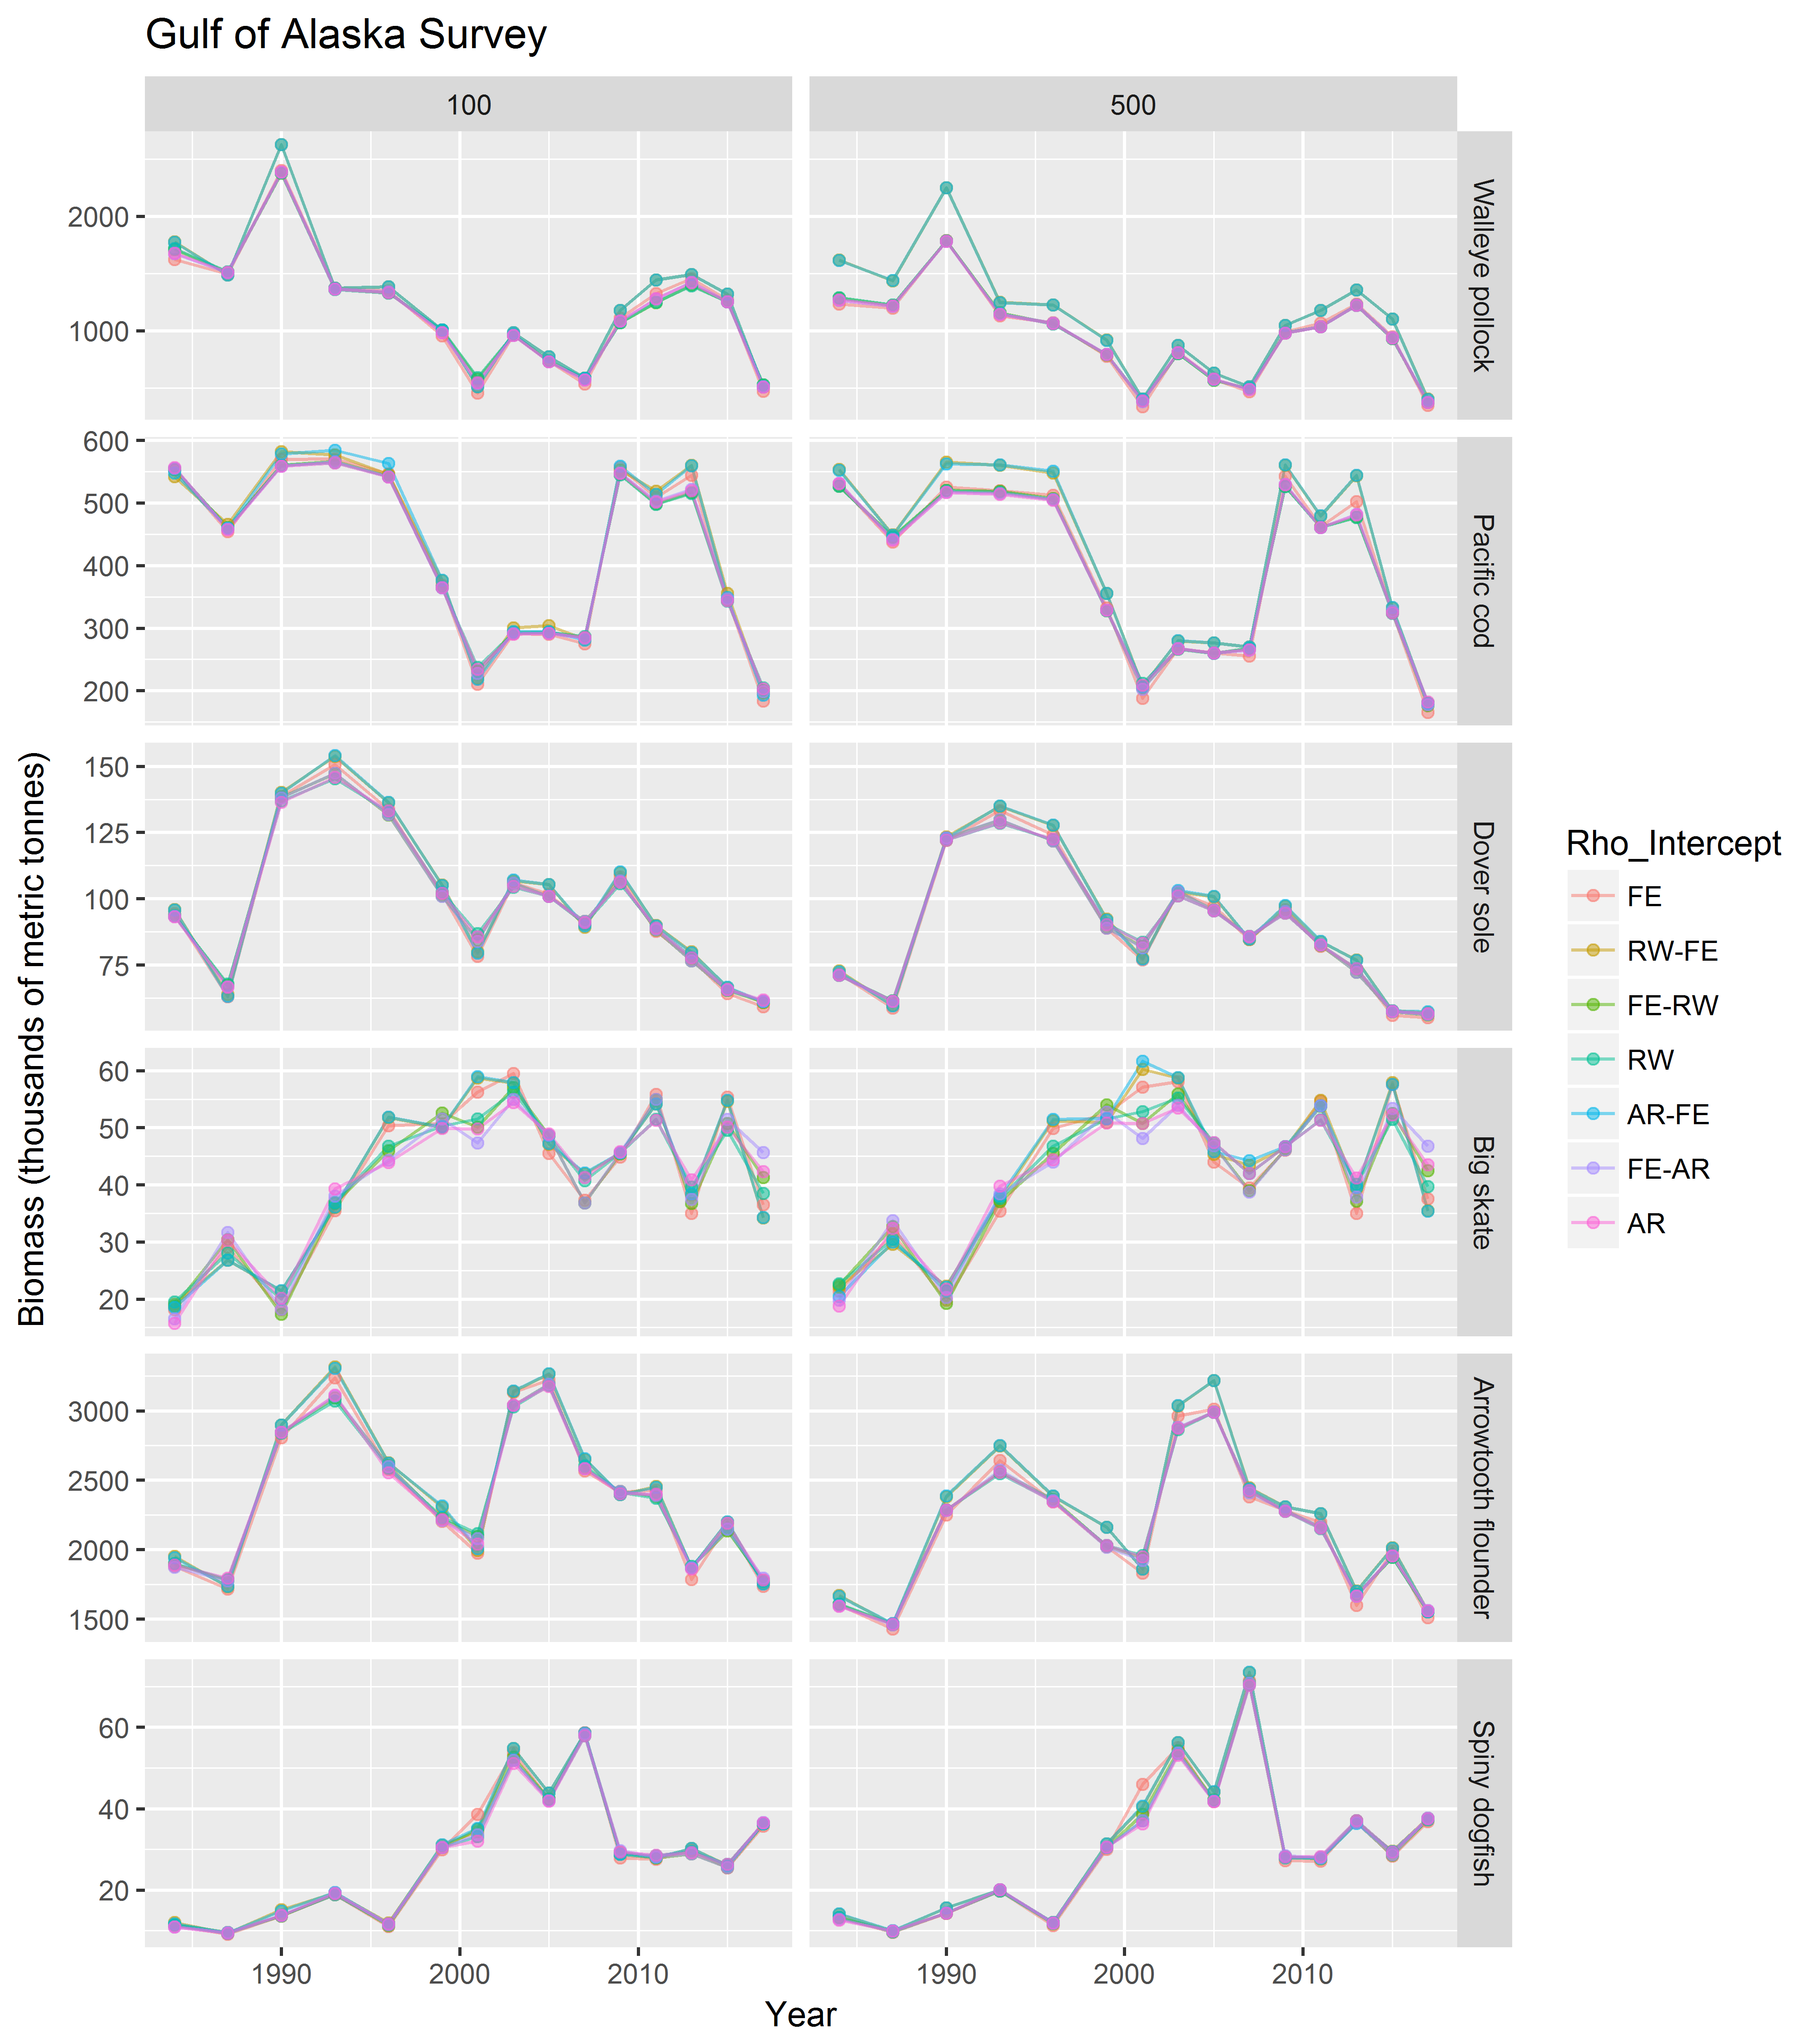 Gulf of Alaska Survey
100
500
2000
1000
Walleye pollock
600
500
400
300
200
Pacific cod
150
125
100
75
Dover sole
60
50
40
30
20
Big skate
3000
2500
2000
1500
Arrowtooth flounder
60
40
20
Spiny dogfish
1990
2000
2010
1990
2000
2010
Year
Biomass (thousands of metric tonnes)
Rho_Intercept
FE
RW-FE
FE-RW
RW
AR-FE
FE-AR
AR